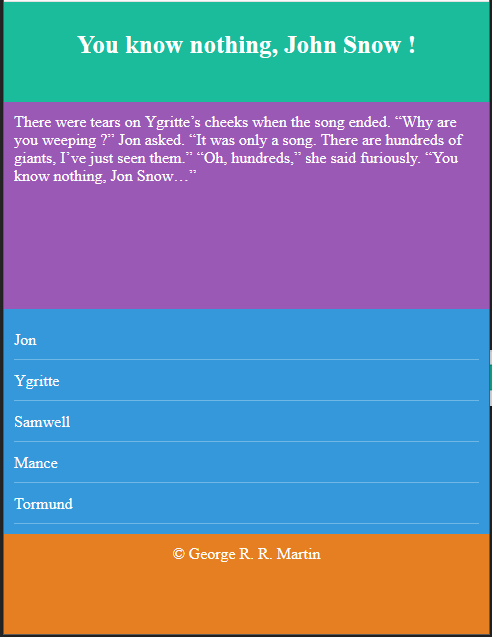 You know nothing, John Snow !
There were tears on Ygritte’s cheeks when the song ended. “Why are
you weeping ?” Jon asked. “It was only a song. There are hundreds of
giants, I’ve just seen them.” “Oh, hundreds,” she said furiously. “You
know nothing, Jon Snow…”
Jon
Ygritte
Samwell
Mance
Tormund
© George R. R. Martin